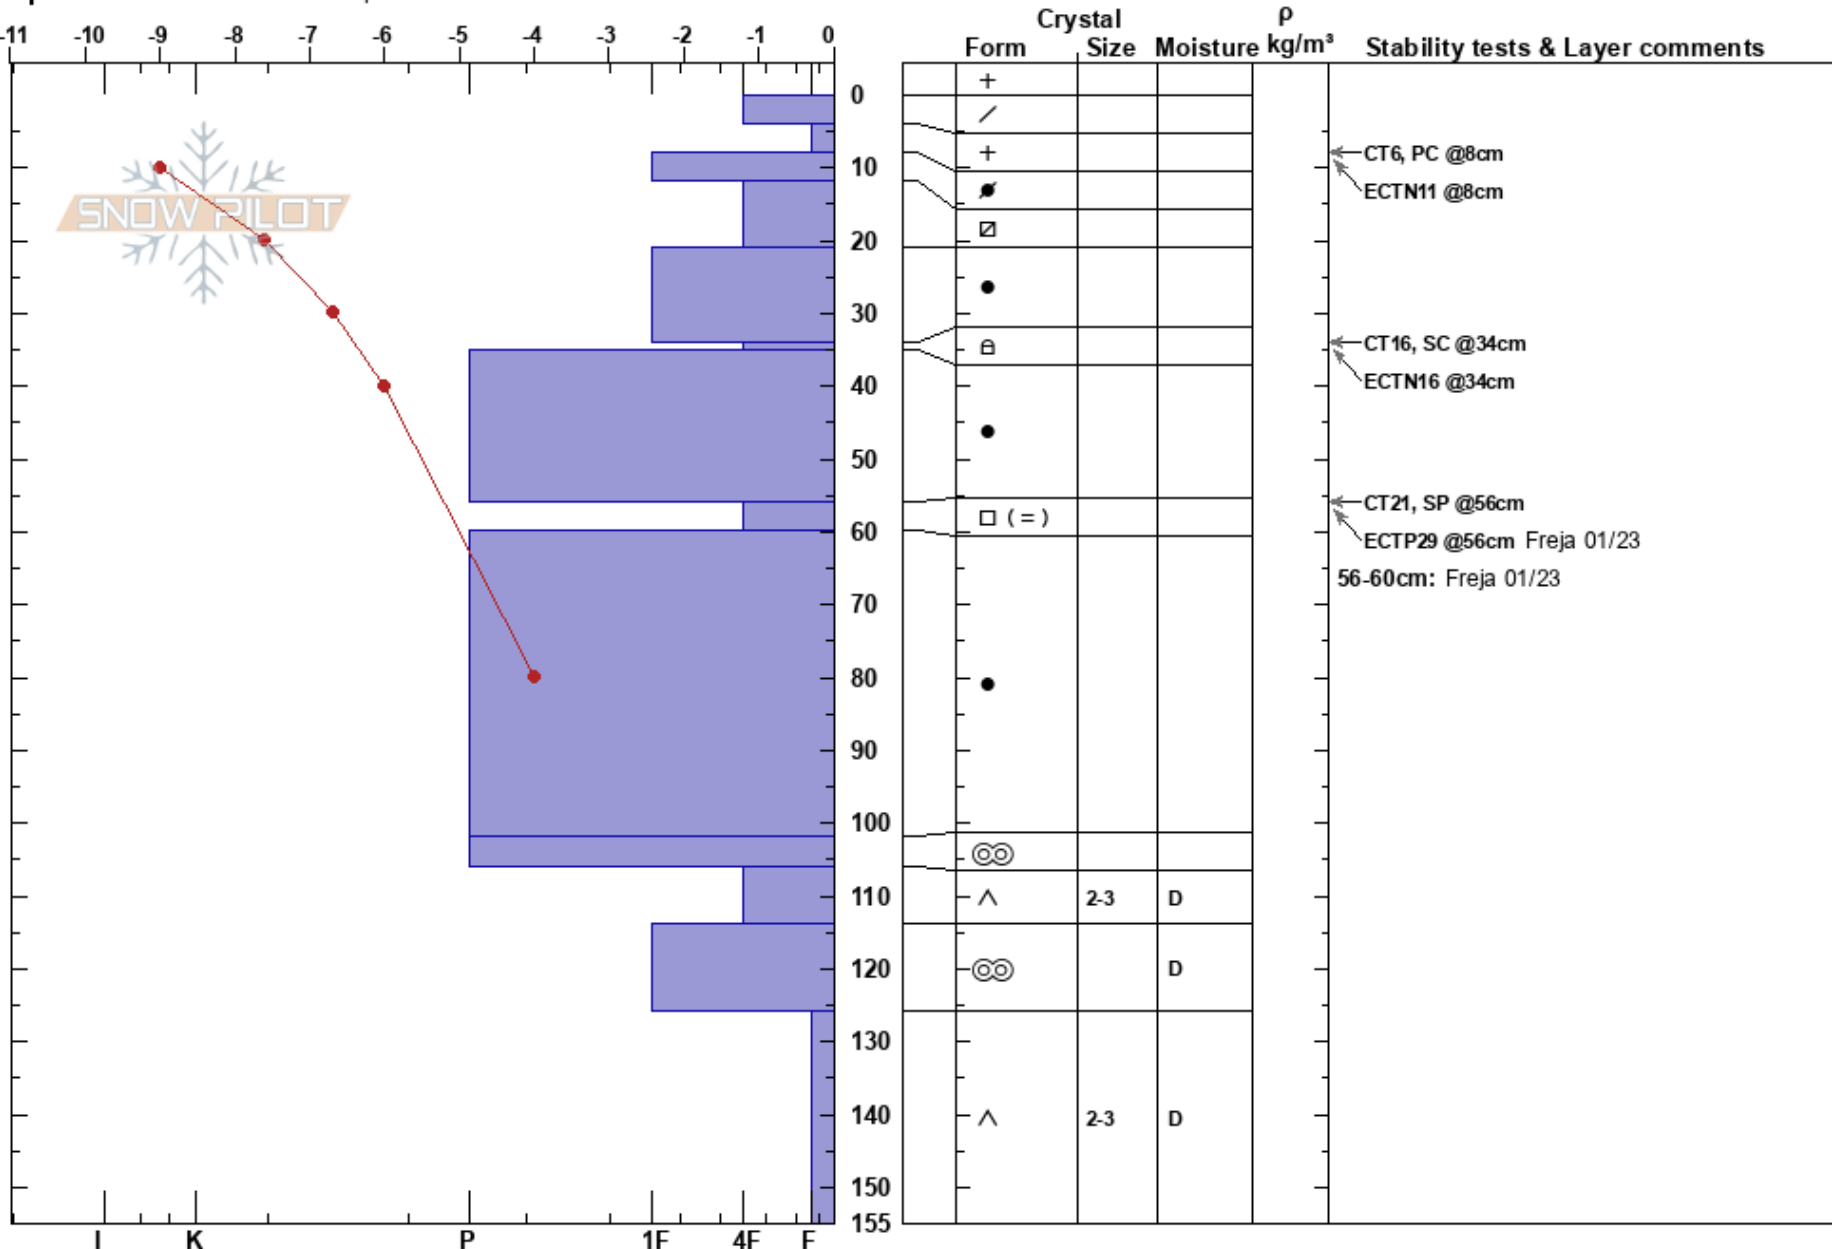 -11 -10 -9 -8 -7 -6 -5 -4 -3 -2 -1 0
Crystal
ρ
Form Size Moisture kg/m³ Stability tests & Layer comments
SNOW PILOT
0
10
20
30
40
50
60
70
80
90
100
110
120
130
140
150
155
+
/
+
CT6, PC @8cm
ECTN11 @8cm
CT16, SC @34cm
ECTN16 @34cm
CT21, SP @56cm
(=)
ECTP29 @56cm Freja 01/23
56-60cm: Freja 01/23
2-3 D
D
2-3 D
I K P 1F 4F F